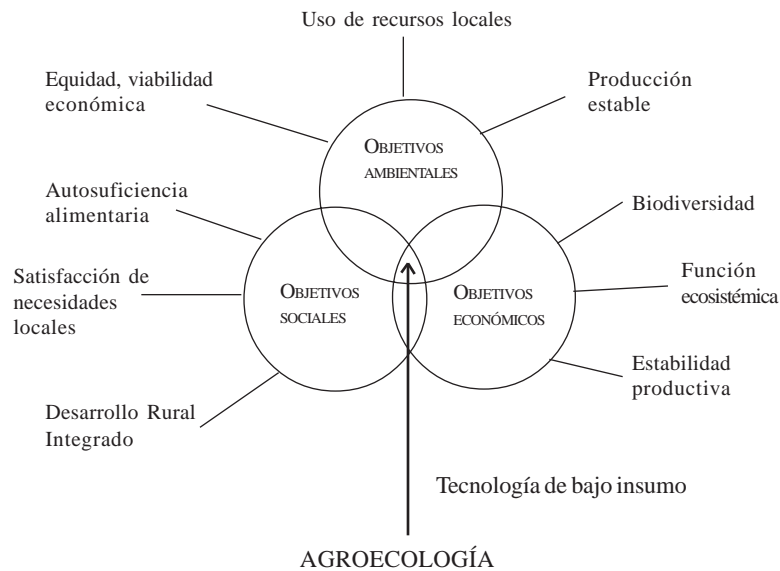 Uso de recursos locales
Equidad, viabilidad
económica
Producción
estable
OBJETIVOS
AMBIENTALES
Autosuficiencia
alimentaria
Biodiversidad
Satisfacción de
necesidades
locales
OBJETIVOS
SOCIALES
OBJETIVOS
ECONÓMICOS
Función
ecosistémica
Estabilidad
productiva
Desarrollo Rural
Integrado
Tecnología de bajo insumo
AGROECOLOGÍA